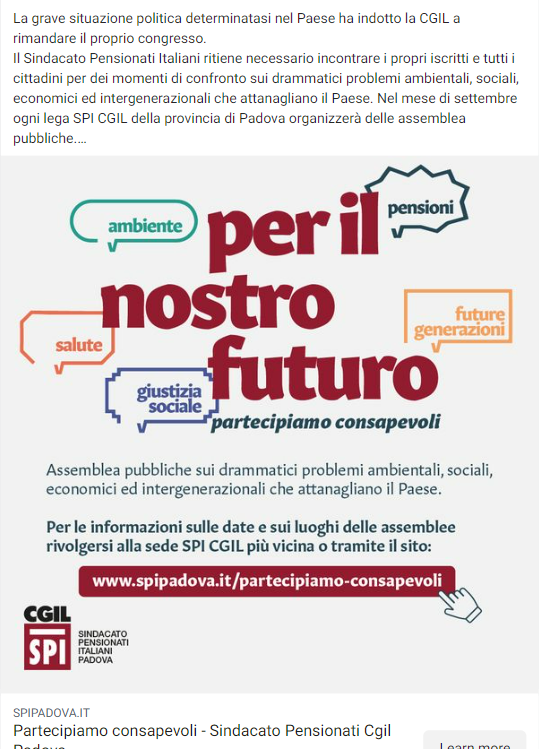 La grave situazione politica determinatasi nel Paese ha indotto la CGIL a
rimandare il proprio congresso.
Il Sindacato Pensionati Italiani ritiene necessario incontrare i propri iscritti e tutti i
cittadini per dei momenti di confronto sui drammatici problemi ambientali, sociali,
economici ed intergenerazionali che attanagliano il Paese. Nel mese di settembre
ogni lega SPI CGIL della provincia di Padova organizzerà delle assemblea
pubbliche....
ambiente
per il
pensioni
nostro
future
generazioni
salute
futuro
giustizia
sociale
partecipiamo consapevoli
Assemblea pubbliche sui drammatici problemi ambientali, sociali,
economici ed intergenerazionali che attanagliano il Paese.
Per le informazioni sulle date e sui luoghi delle assemblee
rivolgersi alla sede SPI CGIL più vicina o tramite il sito:
www.spipadova.it/partecipiamo-consapevoli
CGIL
SPI
SINDACATO
PENSIONATI
ITALIANI
PADOVA
SPIPADOVA.IT
Partecipiamo consapevoli - Sindacato Pensionati Cgil
Padova
Learn more